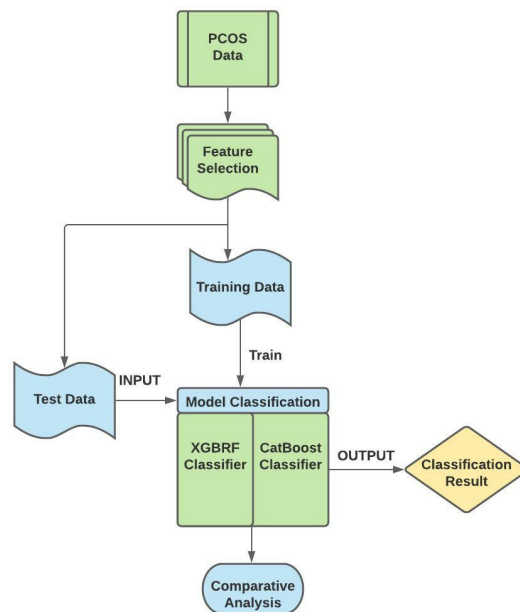 PCOS
Data
Feature
Selection
Training Data
Train
Test Data
INPUT
Model Classification
XGBRF
Classifier
CatBoost
Classifier
OUTPUT
Classification
Result
Comparative
Analysis